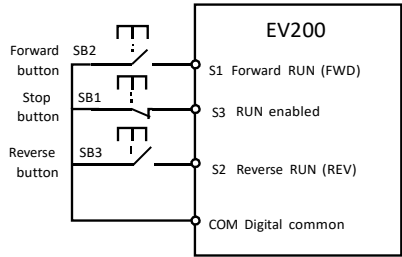 EV200
Forward SB2
button
S1 Forward RUN (FWD)
Stop SB1
button
S3 RUN enabled
Reverse SB3
button
S2 Reverse RUN (REV)
COM Digital common